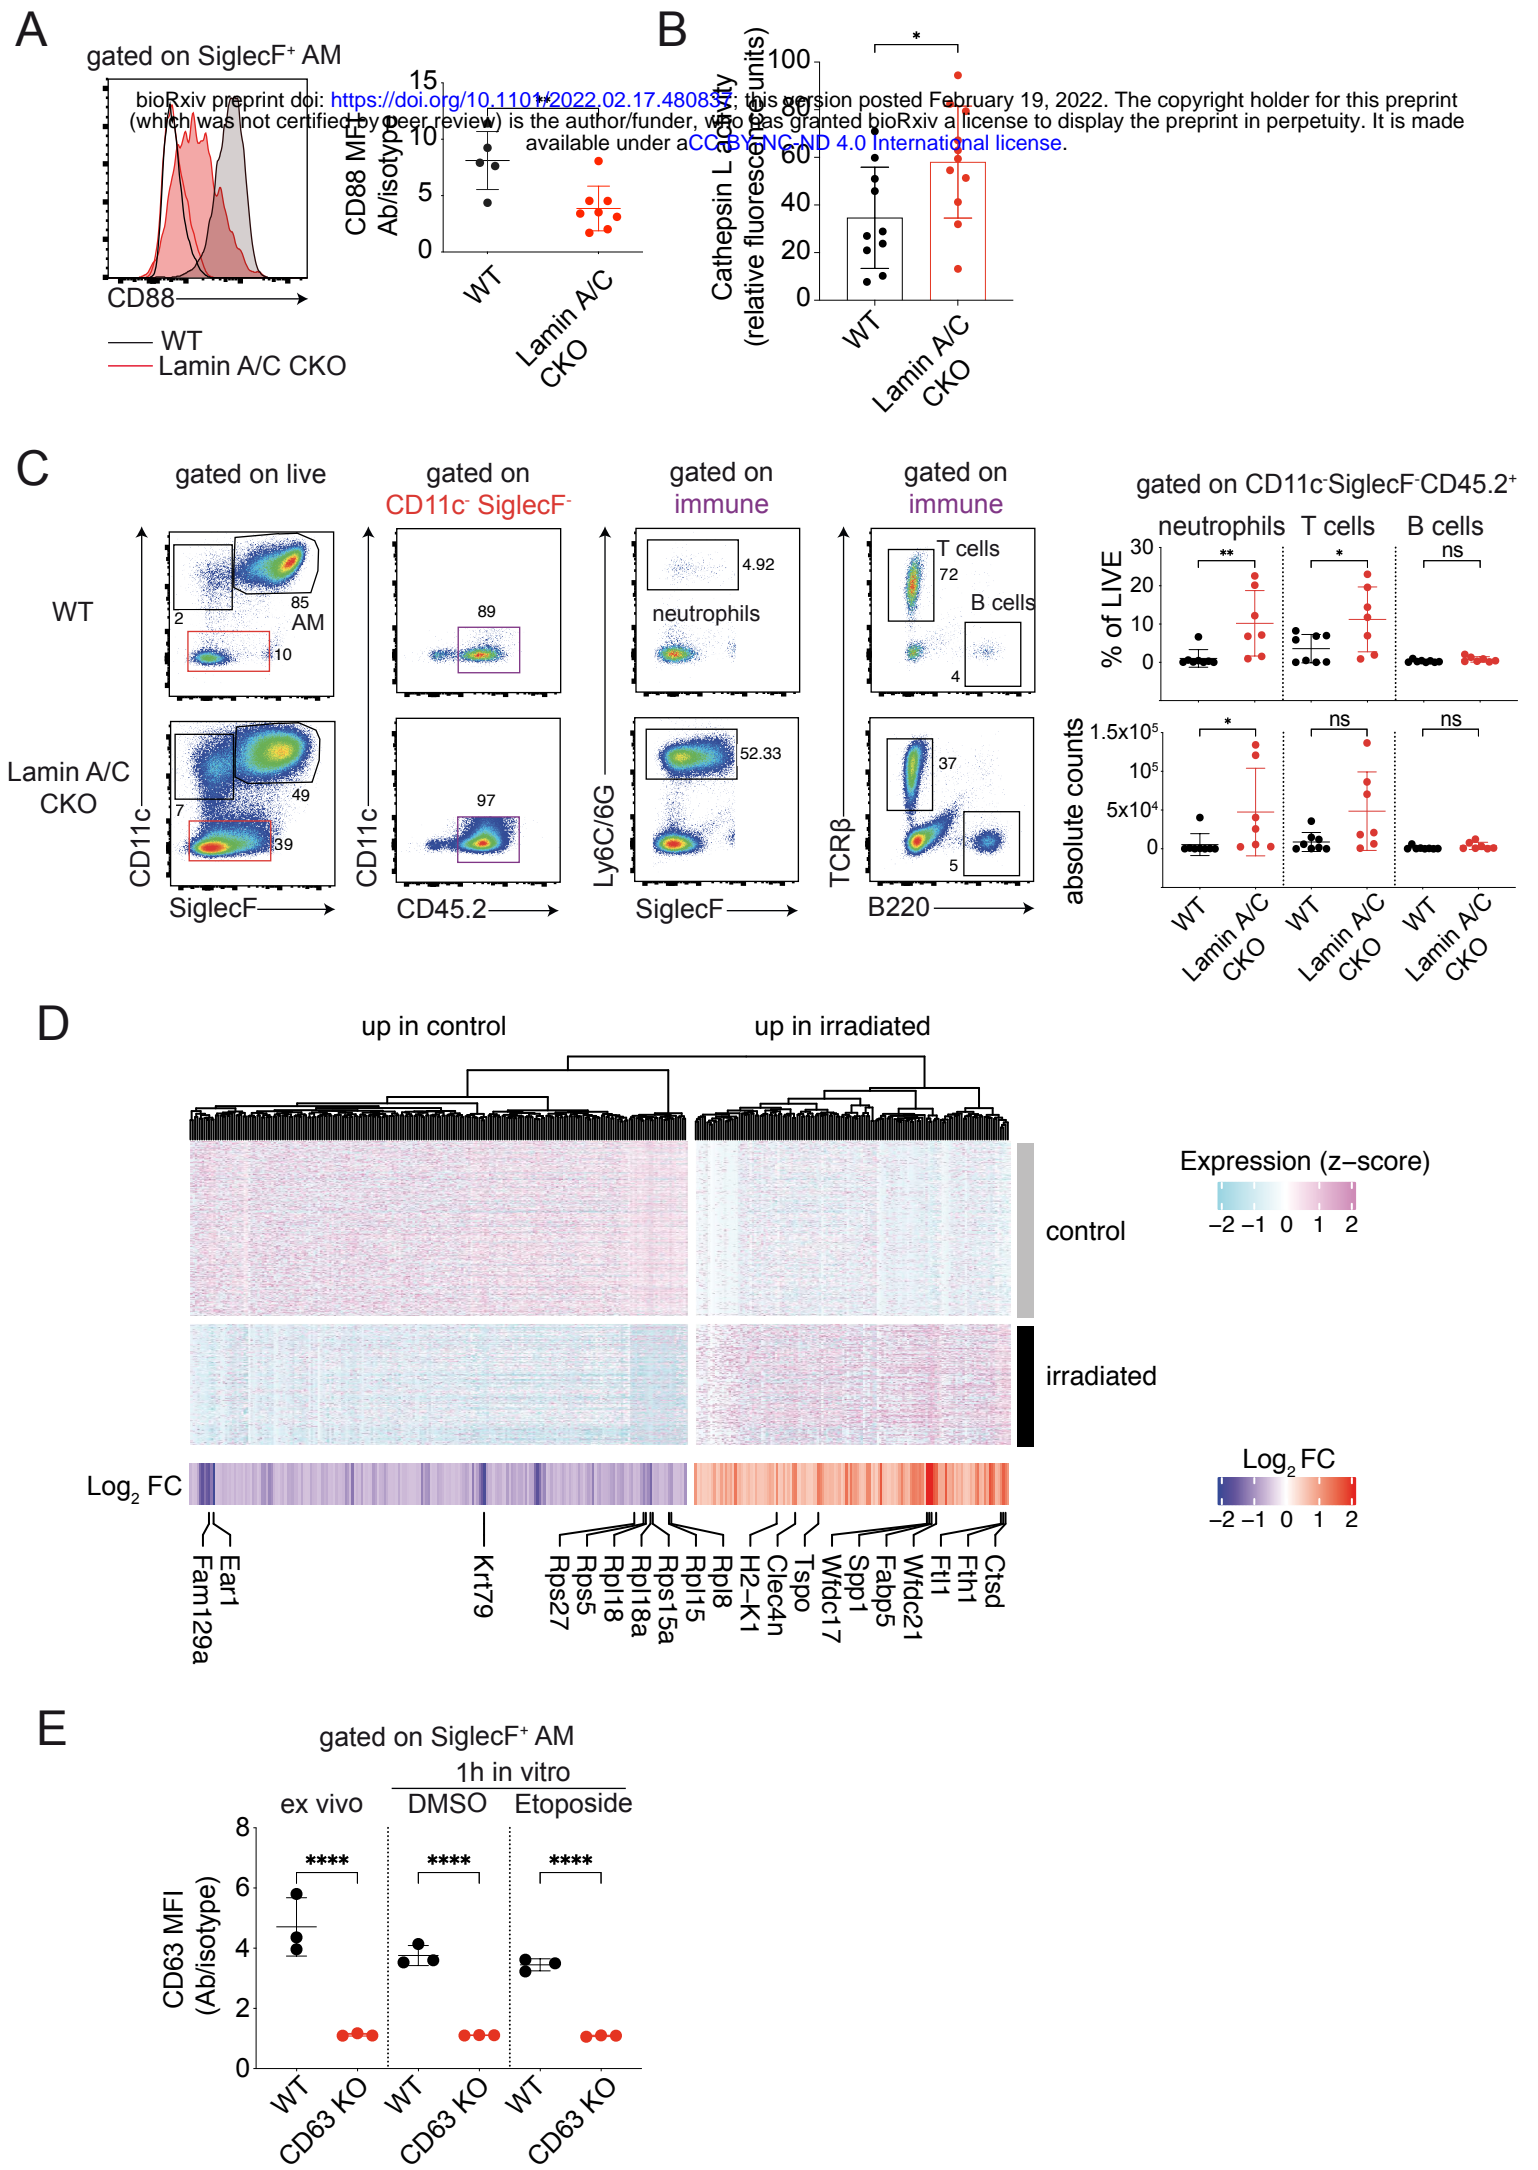 A
gated on SiglecF+ AM
CD88
WT
Lamin A/C CKO
CD88 MFI
Ab/isotype
15
10
5
0
**
WT
Lamin A/C
CKO
B
Cathepsin L activity
(relative fluorescence units)
100
80
60
40
20
0
*
WT
Lamin A/C
CKO
bioRxiv preprint doi: https://doi.org/10.1101/2022.02.17.480837; this version posted February 19, 2022. The copyright holder for this preprint
(which was not certified by peer review) is the author/funder, who has granted bioRxiv a license to display the preprint in perpetuity. It is made
available under aCC-BY-NC-ND 4.0 International license.
C
gated on live
gated on
CD11c- SiglecF-
gated on
immune
gated on
immune
WT
2
85
AM
10
89
4.92
neutrophils
T cells
72
B cells
4
Lamin A/C
CKO
7
49
39
97
52.33
37
5
CD11c
SiglecF
CD11c
CD45.2
Ly6C/6G
SiglecF
TCRβ
B220
gated on CD11c-SiglecF-CD45.2+
neutrophils T cells B cells
% of LIVE
30
20
10
0
** * ns
absolute counts
1.5x10⁵
10⁵
5x10⁴
0
* ns ns
WT
Lamin A/C
CKO
WT
Lamin A/C
CKO
WT
Lamin A/C
CKO
D
up in control
up in irradiated
control
irradiated
Expression (z−score)
−2 −1 0 1 2
Log2 FC
Log2 FC
−2 −1 0 1 2
Fam129a
Ear1
Krt79
Rps27
Rps5
Rpl18
Rpl18a
Rps15a
Rpl15
Rpl8
H2−K1
Clec4n
Tspo
Wfdc17
Spp1
Fabp5
Wfdc21
Ftl1
Fth1
Ctsd
E
gated on SiglecF+ AM
1h in vitro
ex vivo DMSO Etoposide
CD63 MFI
(Ab/isotype)
8
6
4
2
0
**** **** ****
WT
CD63 KO
WT
CD63 KO
WT
CD63 KO